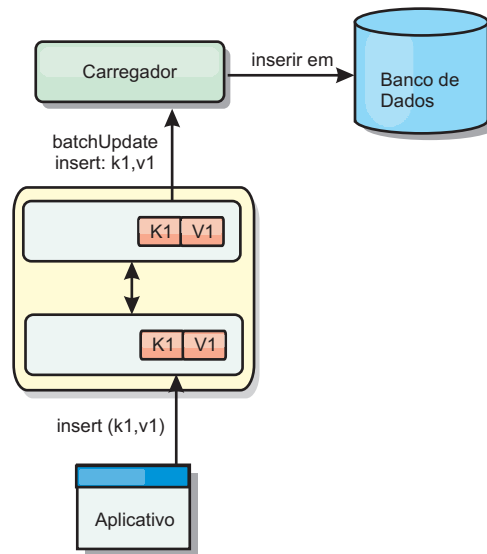 Carregador
inserir em
Banco de
Dados
batchUpdate
insert: k1,v1
K1 V1
K1 V1
insert (k1,v1)
Aplicativo